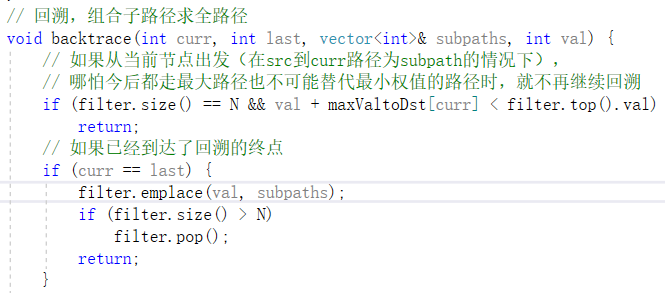 // 回溯，组合子路径求全路径
void backtrace(int curr, int last, vector<int>& subpaths, int val) {
// 如果从当前节点出发（在src到curr路径为subpath的情况下），
// 哪怕今后都走最大路径也不可能替代最小权值的路径时，就不再继续回溯
if (filter.size() == N && val + maxValtoDst[curr] < filter.top().val)
return;
// 如果已经到达了回溯的终点
if (curr == last) {
filter.emplace(val, subpaths);
if (filter.size() > N)
filter.pop();
return;
}